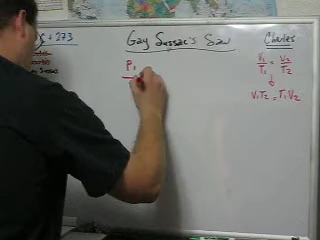 + 273
Gay Lussac's Law
P₁
Charles
V₁/T₁ = V₂/T₂
V₁T₂ = T₁V₂